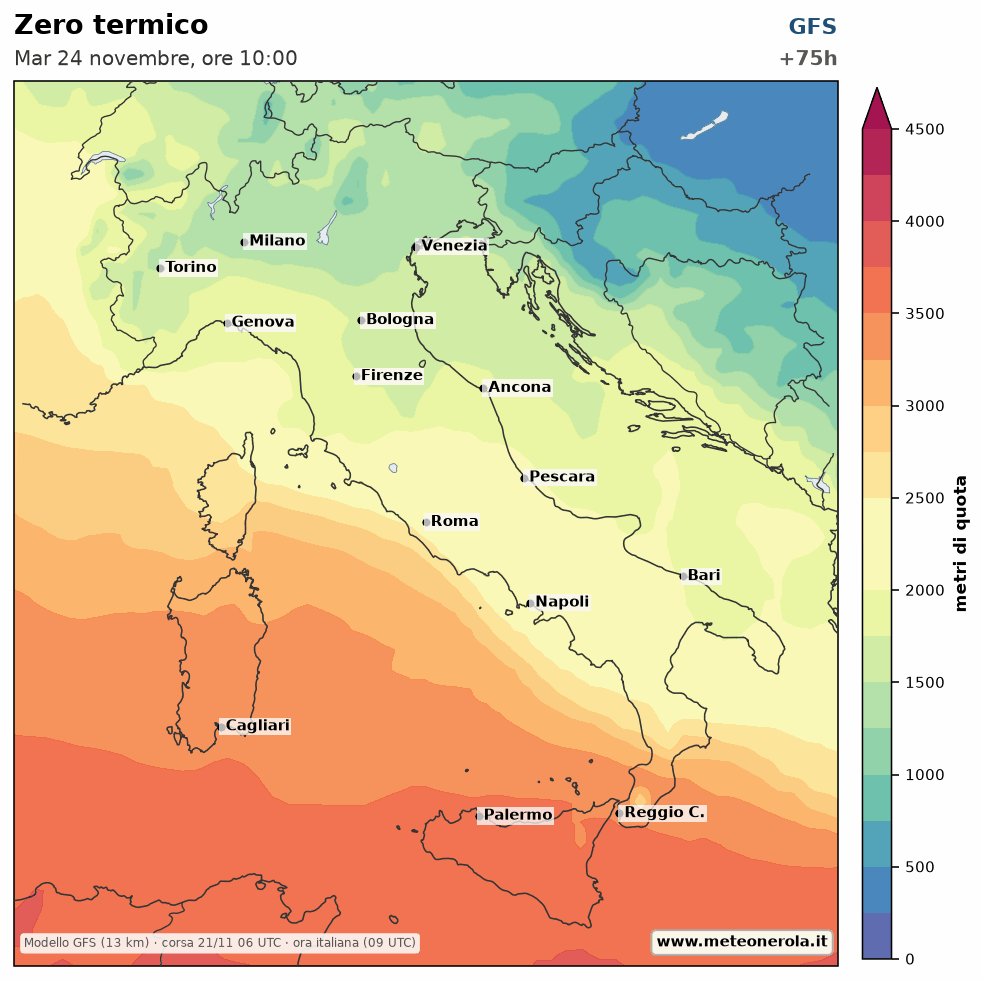 Zero termico
GFS
Mar 24 novembre, ore 10:00
+75h
4500
4000
3500
3000
2500
2000
1500
1000
500
0
metri di quota
Milano
Venezia
Torino
Genova
Bologna
Firenze
Ancona
Pescara
Roma
Bari
Napoli
Cagliari
Palermo
Reggio C.
Modello GFS (13 km) · corsa 21/11 06 UTC · ora italiana (09 UTC)
www.meteonerola.it